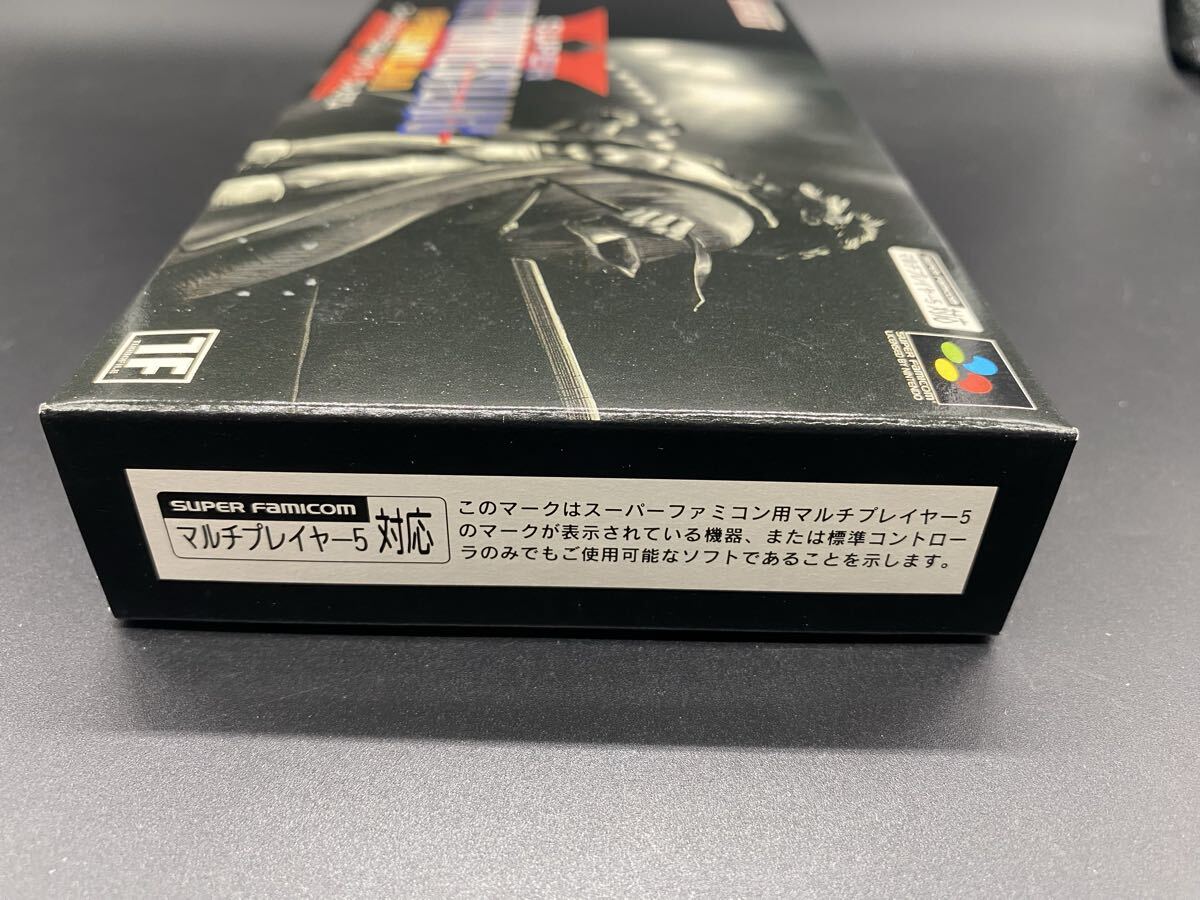 SUPER
TF
SUPER FAMICOM
LICENSED BY NINTENDO
SUPER FAMICOM
マルチプレイヤー5 対応
このマークはスーパーファミコン用マルチプレイヤー5
のマークが表示されている機器、または標準コントロー
ラのみでもご使用可能なソフトであることを示します。